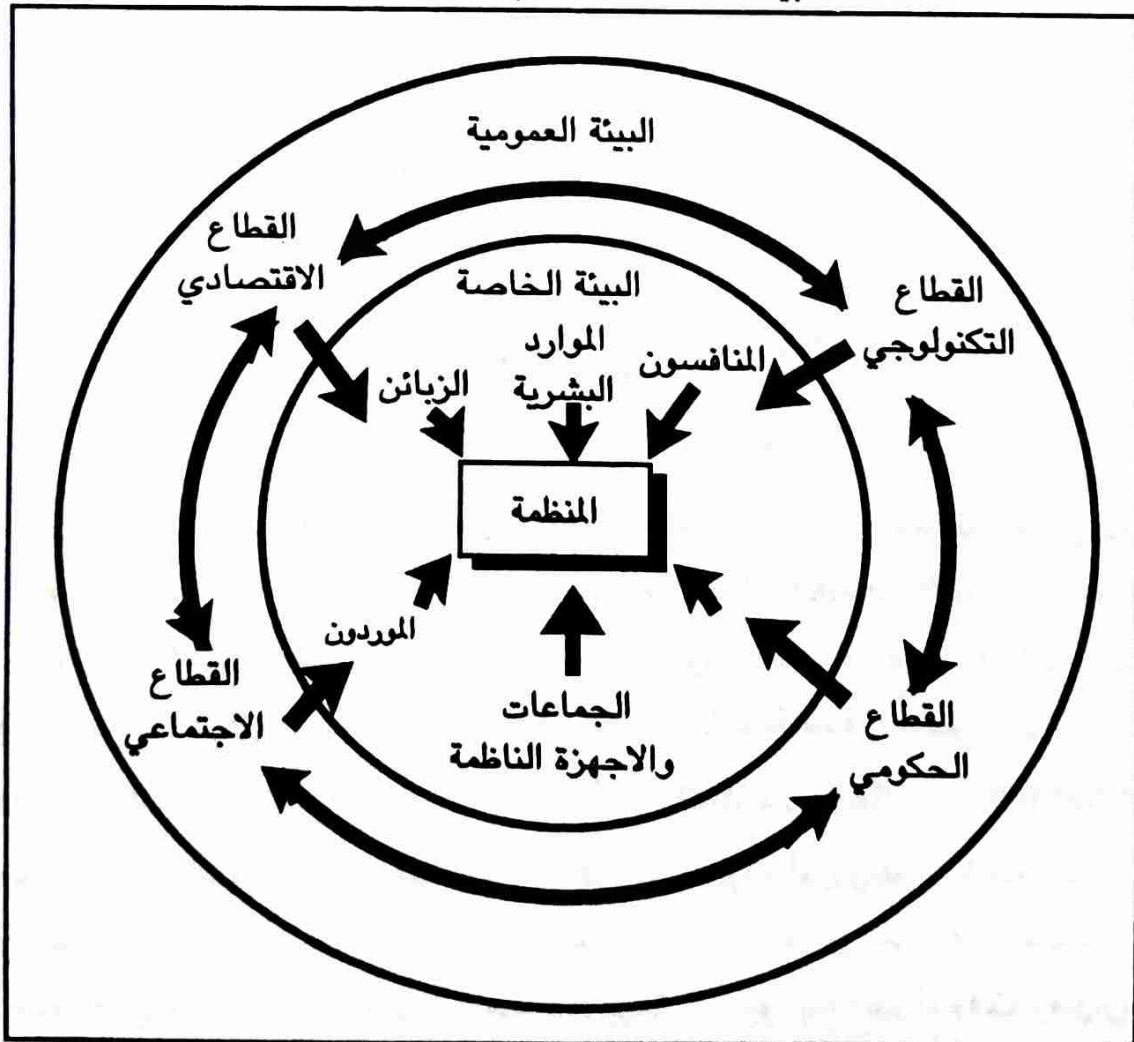 البيئة العمومية
القطاع
الاقتصادي
القطاع
التكنولوجي
البيئة الخاصة
الموارد
البشرية
المنافسون
الزبائن
المنظمة
الموردون
القطاع
الاجتماعي
الجماعات
والاجهزة الناظمة
القطاع
الحكومي